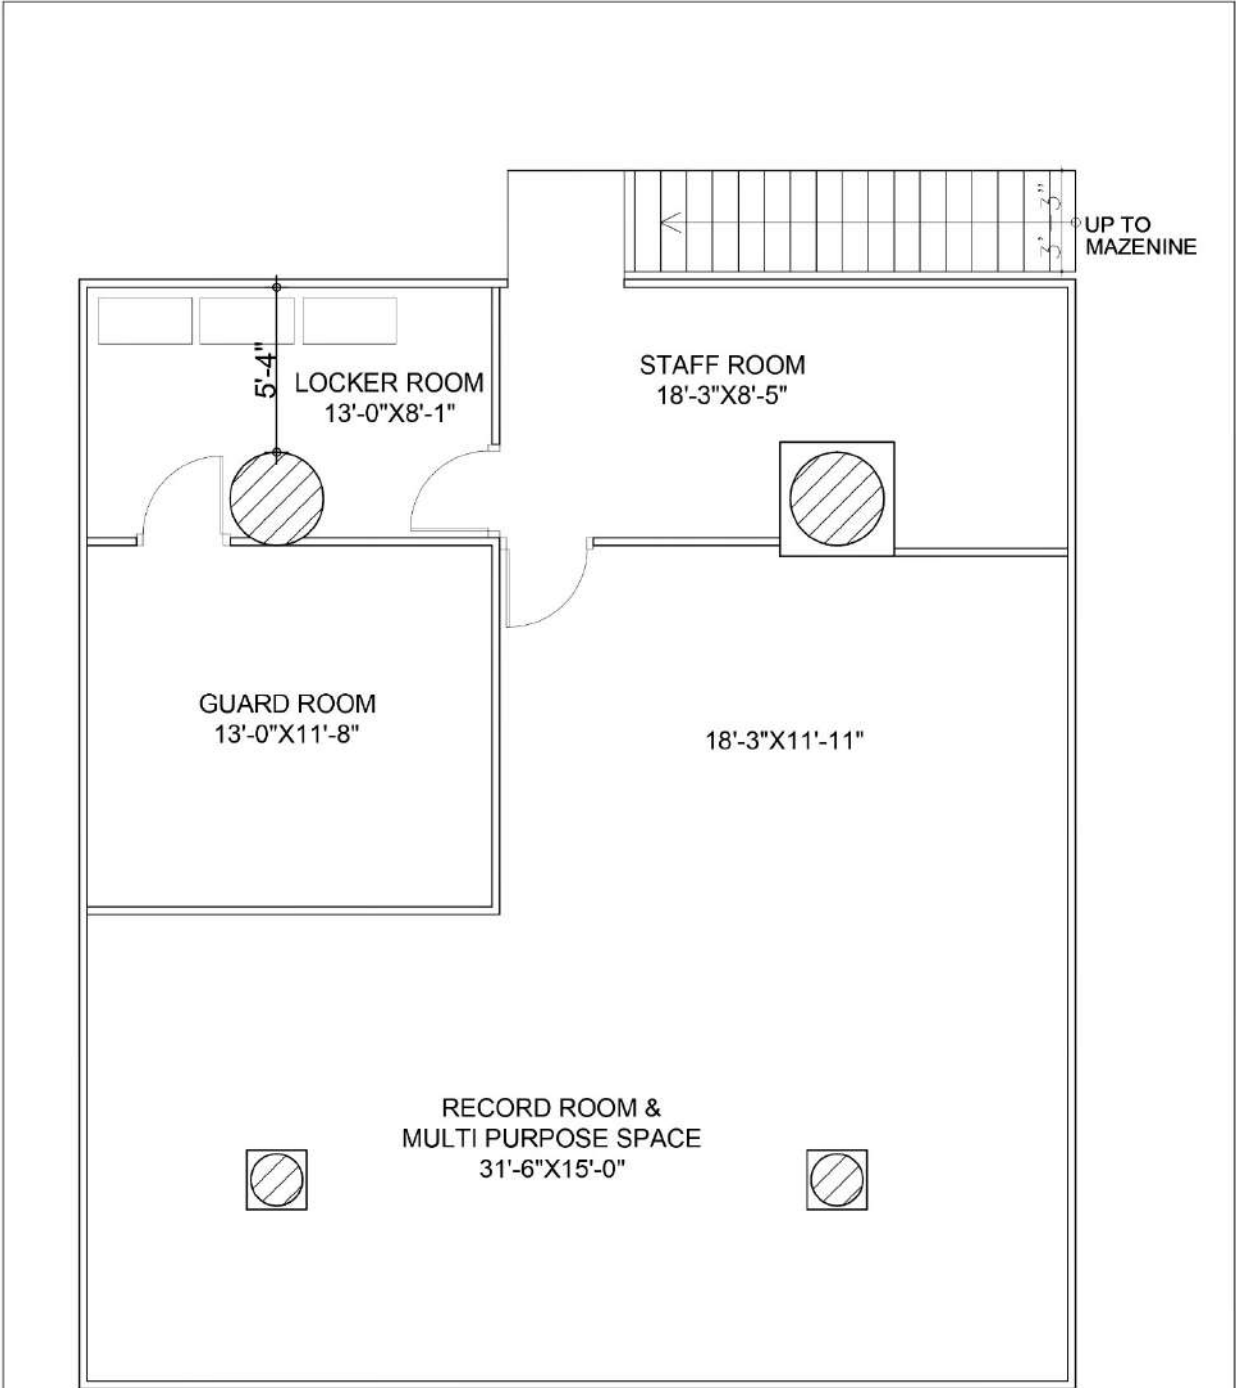 3'-3"
UP TO
MAZENINE
5'-4"
LOCKER ROOM
13'-0"X8'-1"
STAFF ROOM
18'-3"X8'-5"
GUARD ROOM
13'-0"X11'-8"
18'-3"X11'-11"
RECORD ROOM &
MULTI PURPOSE SPACE
31'-6"X15'-0"